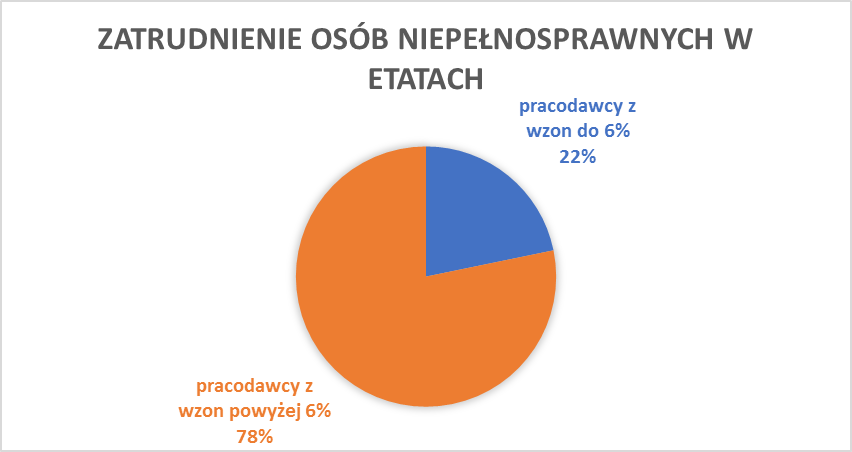 ZATRUDNIENIE OSÓB NIEPEŁNOSPRAWNYCH W
ETATACH
pracodawcy z
wzon do 6%
22%
pracodawcy z
wzon powyżej 6%
78%